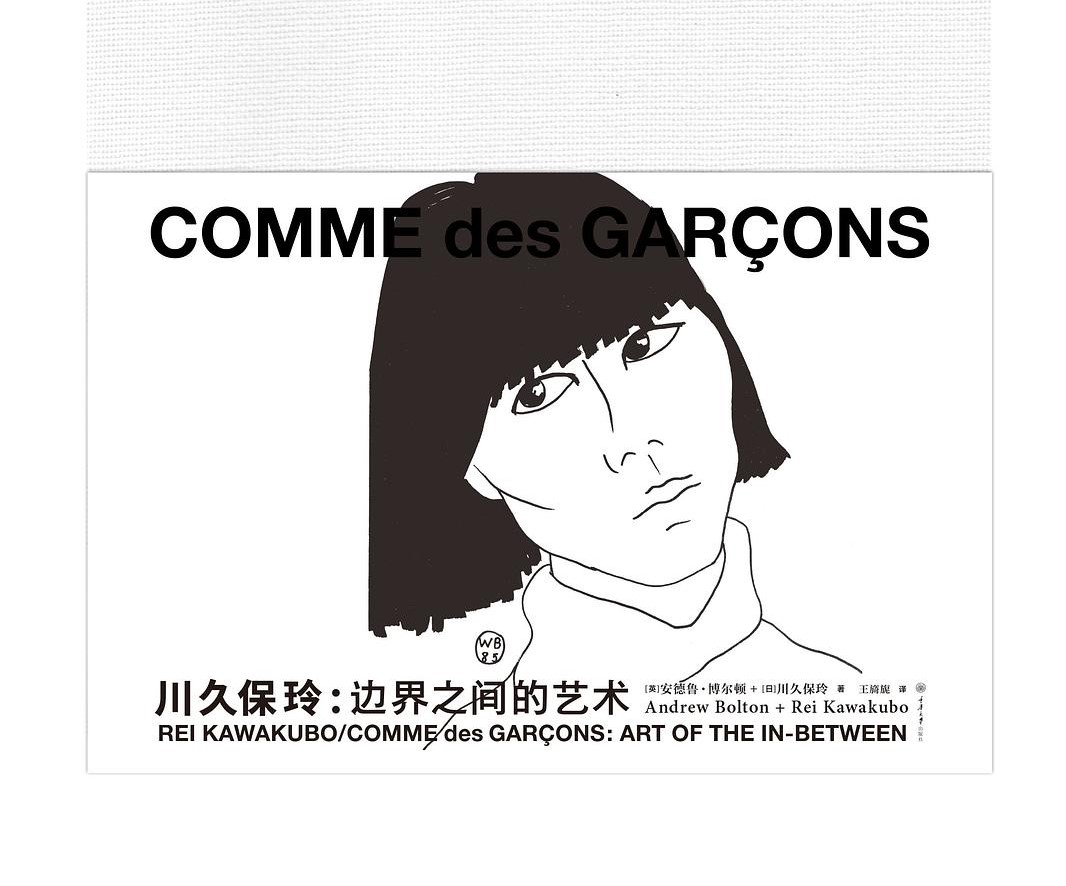 COMME des GARÇONS
WB
85
川久保玲:边界之间的艺术
[英]安德鲁·博尔顿 + [日]川久保玲 著 王旖旎 译
Andrew Bolton + Rei Kawakubo
REI KAWAKUBO/COMME des GARÇONS: ART OF THE IN-BETWEEN